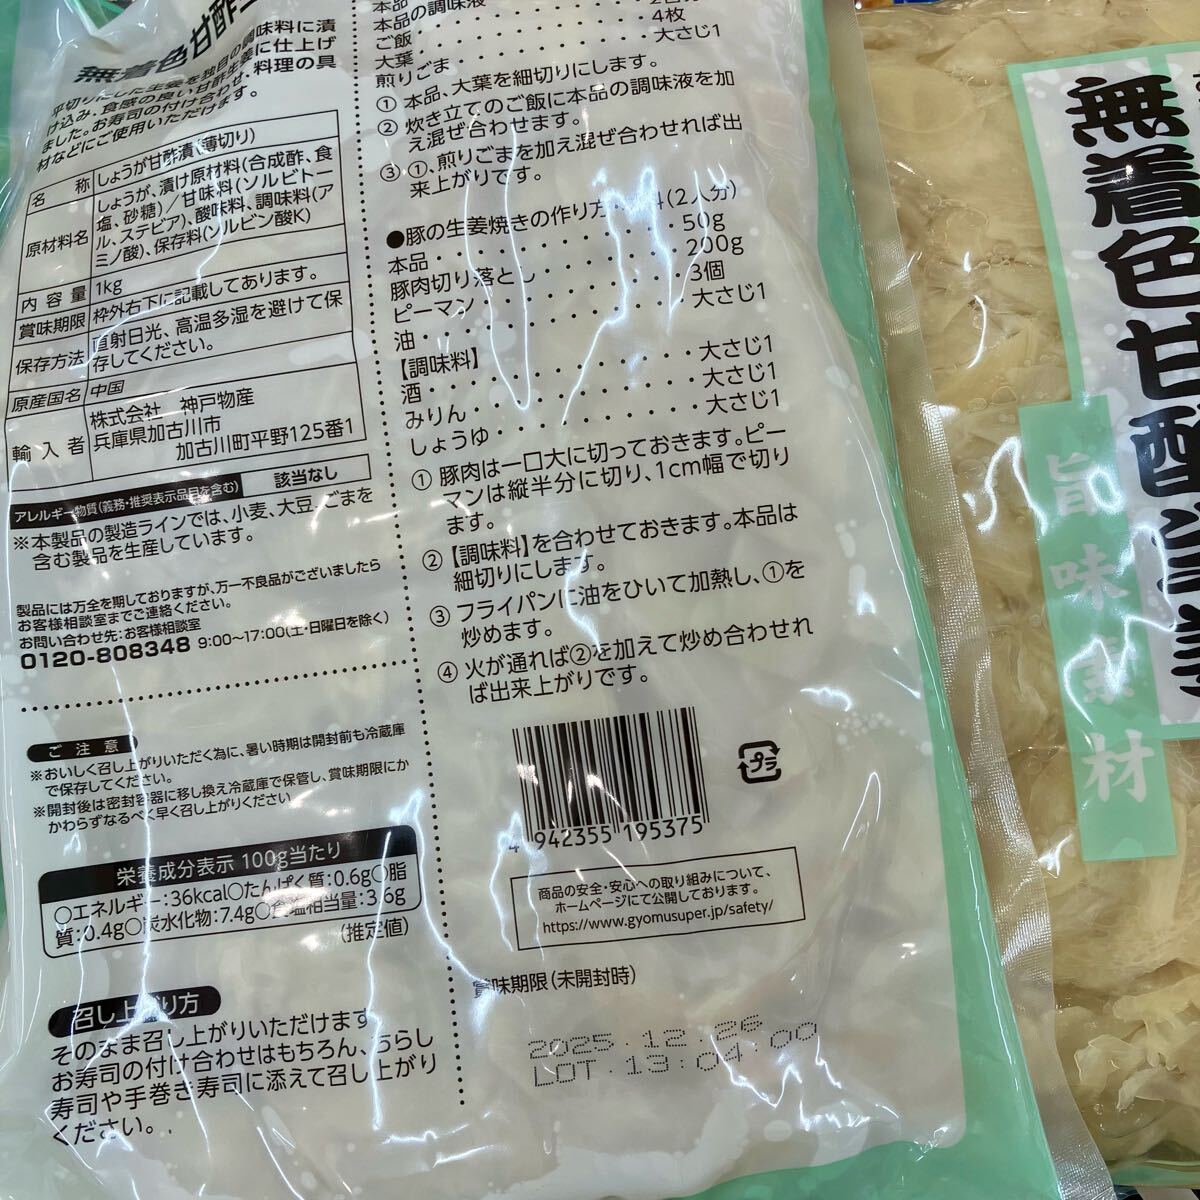 無着色甘酢
平切りにした生姜を独自の調味料に漬
け込み、食感の良い甘酢生姜に仕上げ
ました。お寿司の付け合わせ・料理の具
材などにご使用いただけます。
名称 しょうが甘酢漬(薄切り)
原材料名 しょうが、漬け原材料(合成酢、食
塩、砂糖)/甘味料(ソルビトー
ル、ステビア)、酸味料、調味料(ア
ミノ酸)、保存料(ソルビン酸K)
内容量 1kg
賞味期限 枠外右下に記載してあります。
保存方法 直射日光、高温多湿を避けて保
存してください。
原産国名 中国
輸入者 株式会社 神戸物産
兵庫県加古川市
加古川町平野125番1
アレルギー物質(義務・推奨表示品目を含む) 該当なし
※本製品の製造ラインでは、小麦、大豆、ごまを
含む製品を生産しています。
製品には万全を期しておりますが、万一不良品がございましたら
お客様相談室までご連絡ください。
お問い合わせ先:お客様相談室
0120-808348 9:00～17:00(土・日曜日を除く)
ご注意
※おいしく召し上がりいただく為に、暑い時期は開封前も冷蔵庫
で保存してください。
※開封後は密封容器に移し換え冷蔵庫で保管し、賞味期限にか
かわらずなるべく早く召し上がりください
栄養成分表示 100g当たり
○エネルギー:36kcal○たんぱく質:0.6g○脂
質:0.4g○炭水化物:7.4g○食塩相当量:3.6g
(推定値)
召し上がり方
そのまま召し上がりいただけます
お寿司の付け合わせはもちろん、ちらし
寿司や手巻き寿司に添えて召し上がり
ください。
本品
本品の調味液
ご飯
大葉 4枚
煎りごま 大さじ1
① 本品、大葉を細切りにします。
② 炊き立てのご飯に本品の調味液を加
え混ぜ合わせます。
③ ①、煎りごまを加え混ぜ合わせれば出
来上がりです。
●豚の生姜焼きの作り方 (2人分)
本品 50g
豚肉切り落とし 200g
ピーマン 3個
油 大さじ1
【調味料】
酒 大さじ1
みりん 大さじ1
しょうゆ 大さじ1
① 豚肉は一口大に切っておきます。ピー
マンは縦半分に切り、1cm幅で切り
ます。
② 【調味料】を合わせておきます。本品は
細切りにします。
③ フライパンに油をひいて加熱し、①を
炒めます。
④ 火が通れば②を加えて炒め合わせれ
ば出来上がりです。
4 942355 195375
プラ
商品の安全・安心への取り組みについて、
ホームページにて公開しております。
https://www.gyomusuper.jp/safety/
賞味期限(未開封時)
2025.12.26
LOT.13:04:00
無着色甘酢
旨味素材